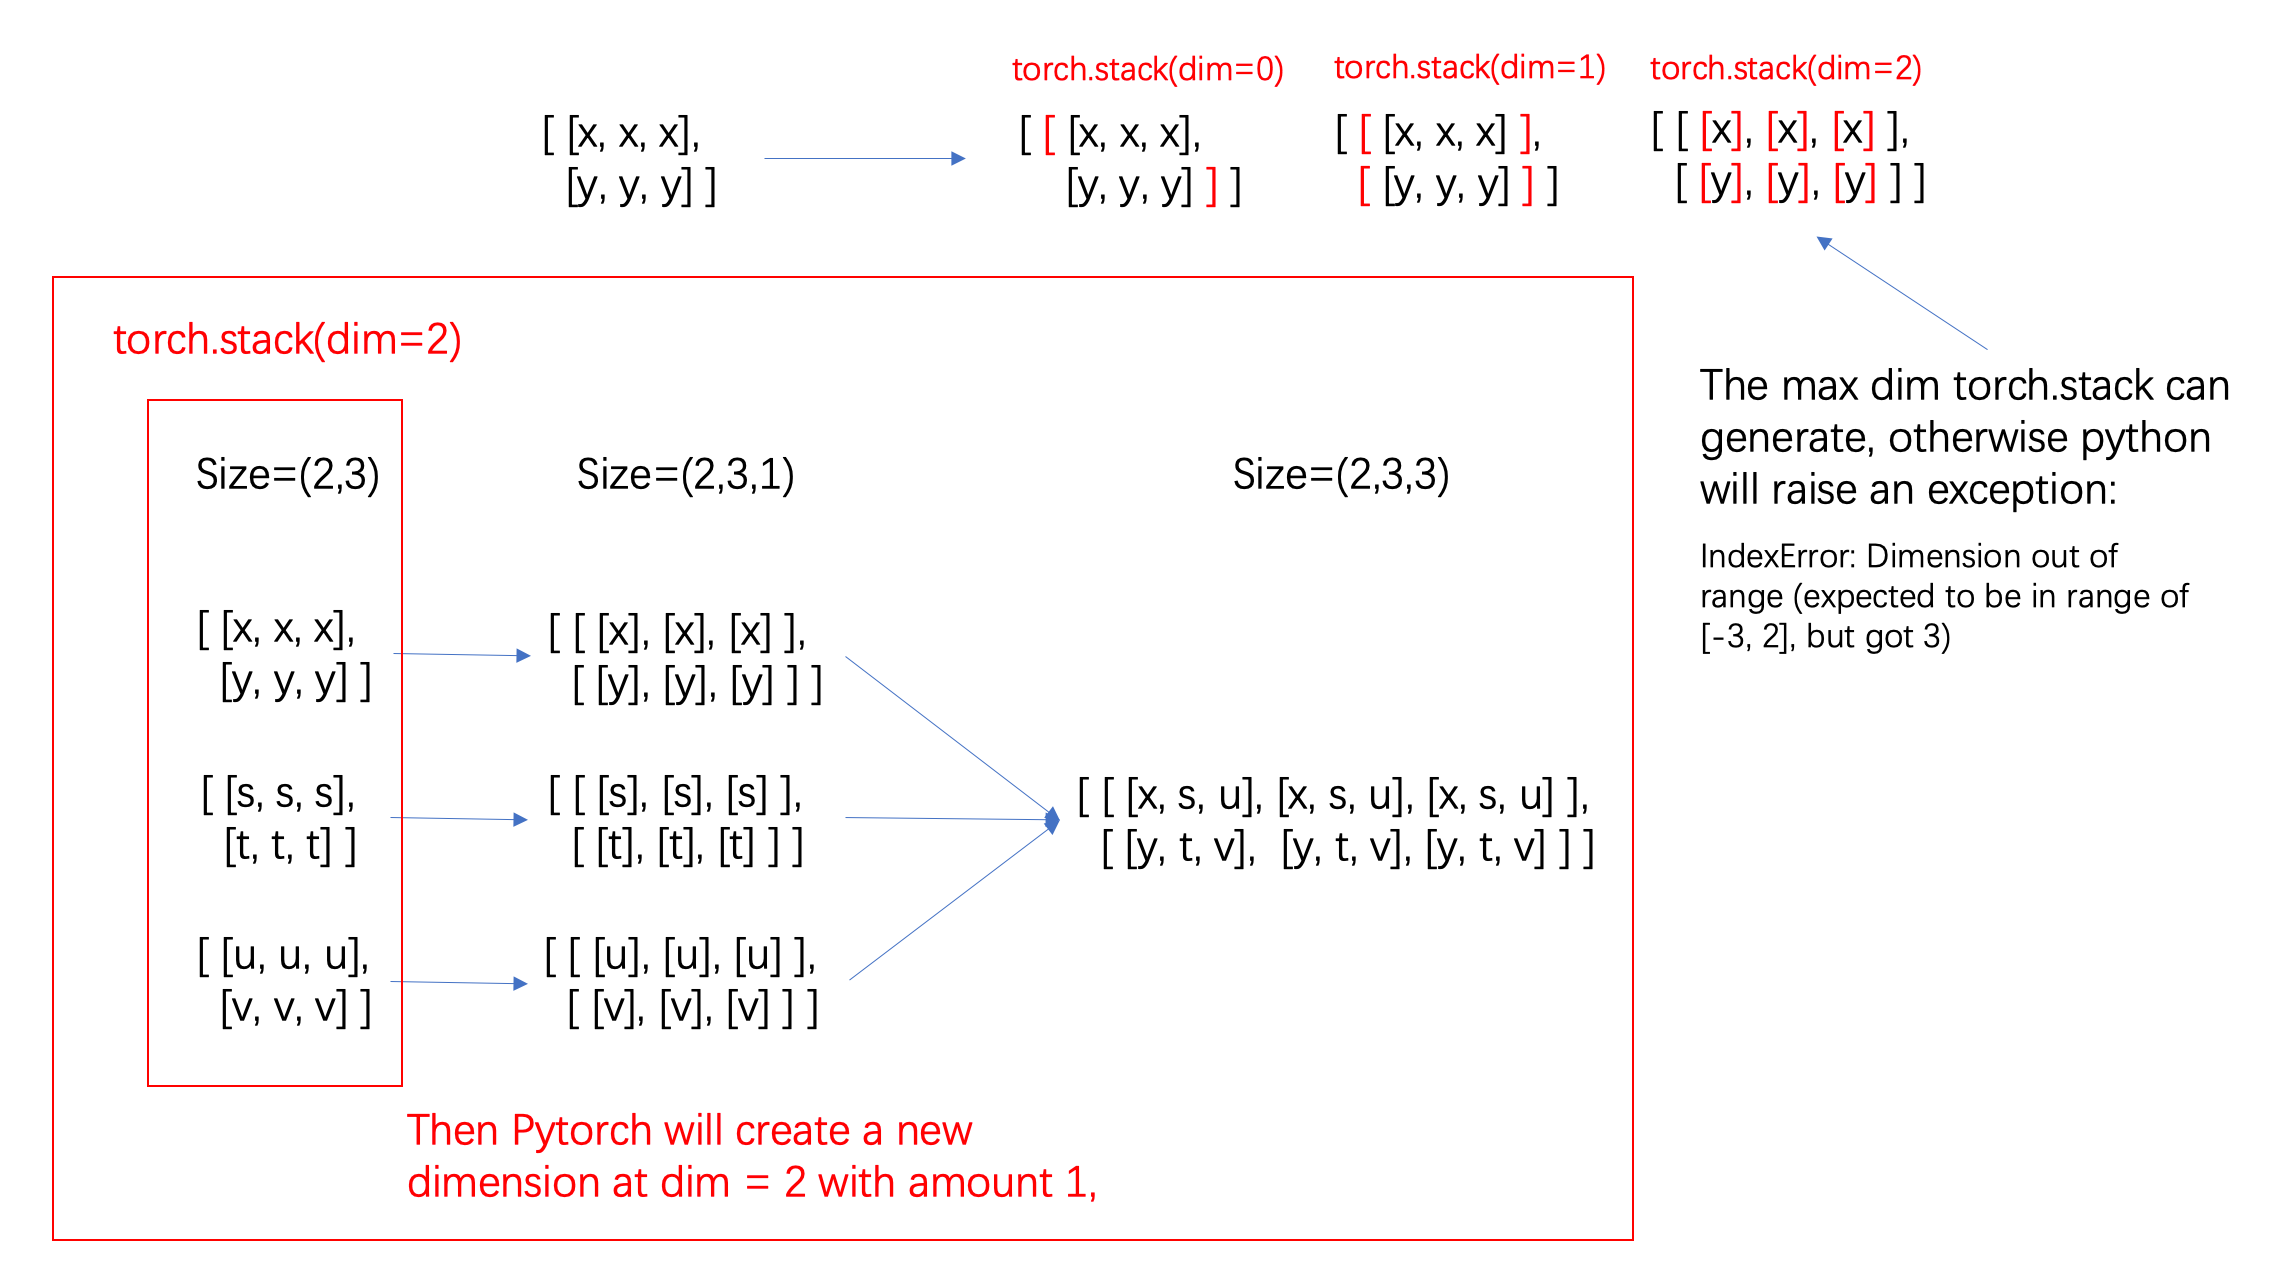 torch.stack(dim=0) torch.stack(dim=1) torch.stack(dim=2)
[ [x, x, x],
[y, y, y] ]
[ [ [x, x, x],
[y, y, y] ] ]
[ [ [x, x, x] ],
[ [y, y, y] ] ]
[ [ [x], [x], [x] ],
[ [y], [y], [y] ] ]
torch.stack(dim=2)
Size=(2,3)
Size=(2,3,1)
Size=(2,3,3)
[ [x, x, x],
[y, y, y] ]
[ [ [x], [x], [x] ],
[ [y], [y], [y] ] ]
[ [s, s, s],
[t, t, t] ]
[ [ [s], [s], [s] ],
[ [t], [t], [t] ] ]
[ [ [x, s, u], [x, s, u], [x, s, u] ],
[ [y, t, v], [y, t, v], [y, t, v] ] ]
[ [u, u, u],
[v, v, v] ]
[ [ [u], [u], [u] ],
[ [v], [v], [v] ] ]
Then Pytorch will create a new
dimension at dim = 2 with amount 1,
The max dim torch.stack can
generate, otherwise python
will raise an exception:
IndexError: Dimension out of
range (expected to be in range of
[-3, 2], but got 3)